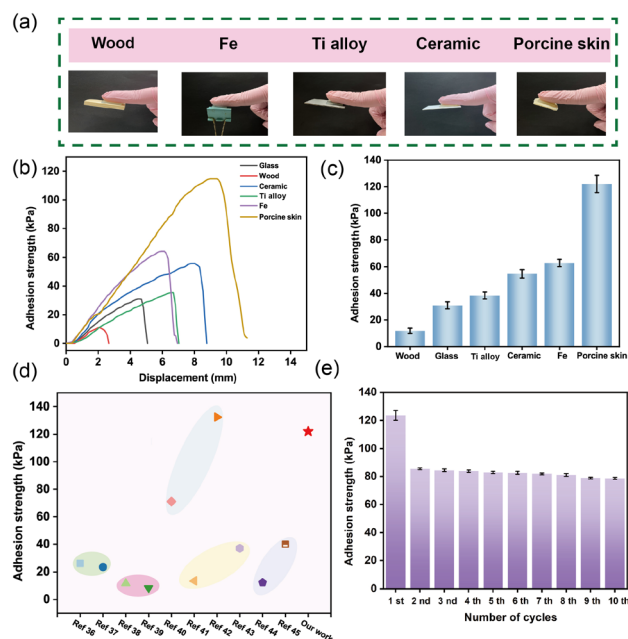 (a)
Wood Fe Ti alloy Ceramic Porcine skin
(b)
Adhesion strength (kPa)
120
100
80
60
40
20
0
Glass
Wood
Ceramic
Ti alloy
Fe
Porcine skin
0 2 4 6 8 10 12 14
Displacement (mm)
(c)
Adhesion strength (kPa)
140
120
100
80
60
40
20
0
Wood Glass Ti alloy Ceramic Fe Porcine skin
(d)
Adhesion strength (kPa)
140
120
100
80
60
40
20
0
Ref 36 Ref 37 Ref 38 Ref 39 Ref 40 Ref 41 Ref 42 Ref 43 Ref 44 Ref 45 Our work
(e)
Adhesion strength (kPa)
140
120
100
80
60
40
20
0
1 st 2 nd 3 nd 4 th 5 th 6 th 7 th 8 th 9 th 10 th
Number of cycles